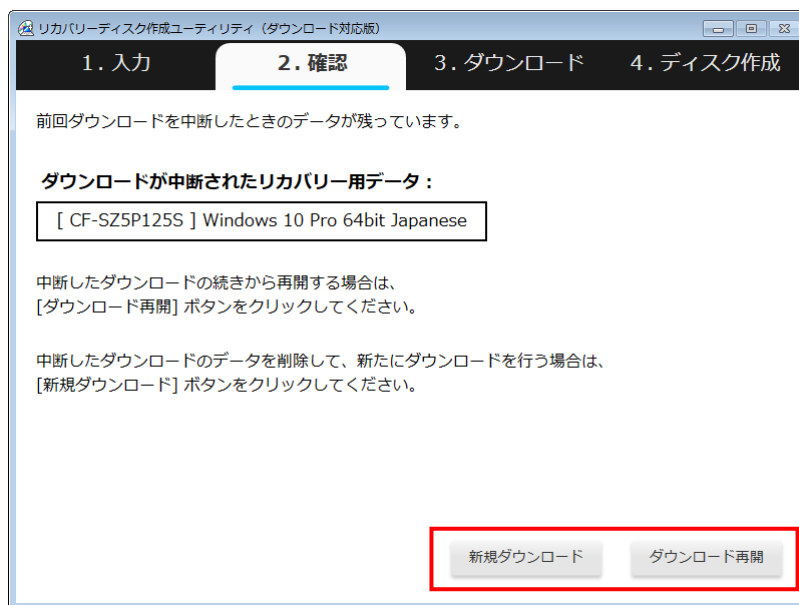 リカバリーディスク作成ユーティリティ（ダウンロード対応版）
1. 入力
2. 確認
3. ダウンロード
4. ディスク作成
前回ダウンロードを中断したときのデータが残っています。
ダウンロードが中断されたリカバリー用データ：
[ CF-SZ5P125S ] Windows 10 Pro 64bit Japanese
中断したダウンロードの続きから再開する場合は、
[ダウンロード再開] ボタンをクリックしてください。
中断したダウンロードのデータを削除して、新たにダウンロードを行う場合は、
[新規ダウンロード] ボタンをクリックしてください。
新規ダウンロード
ダウンロード再開